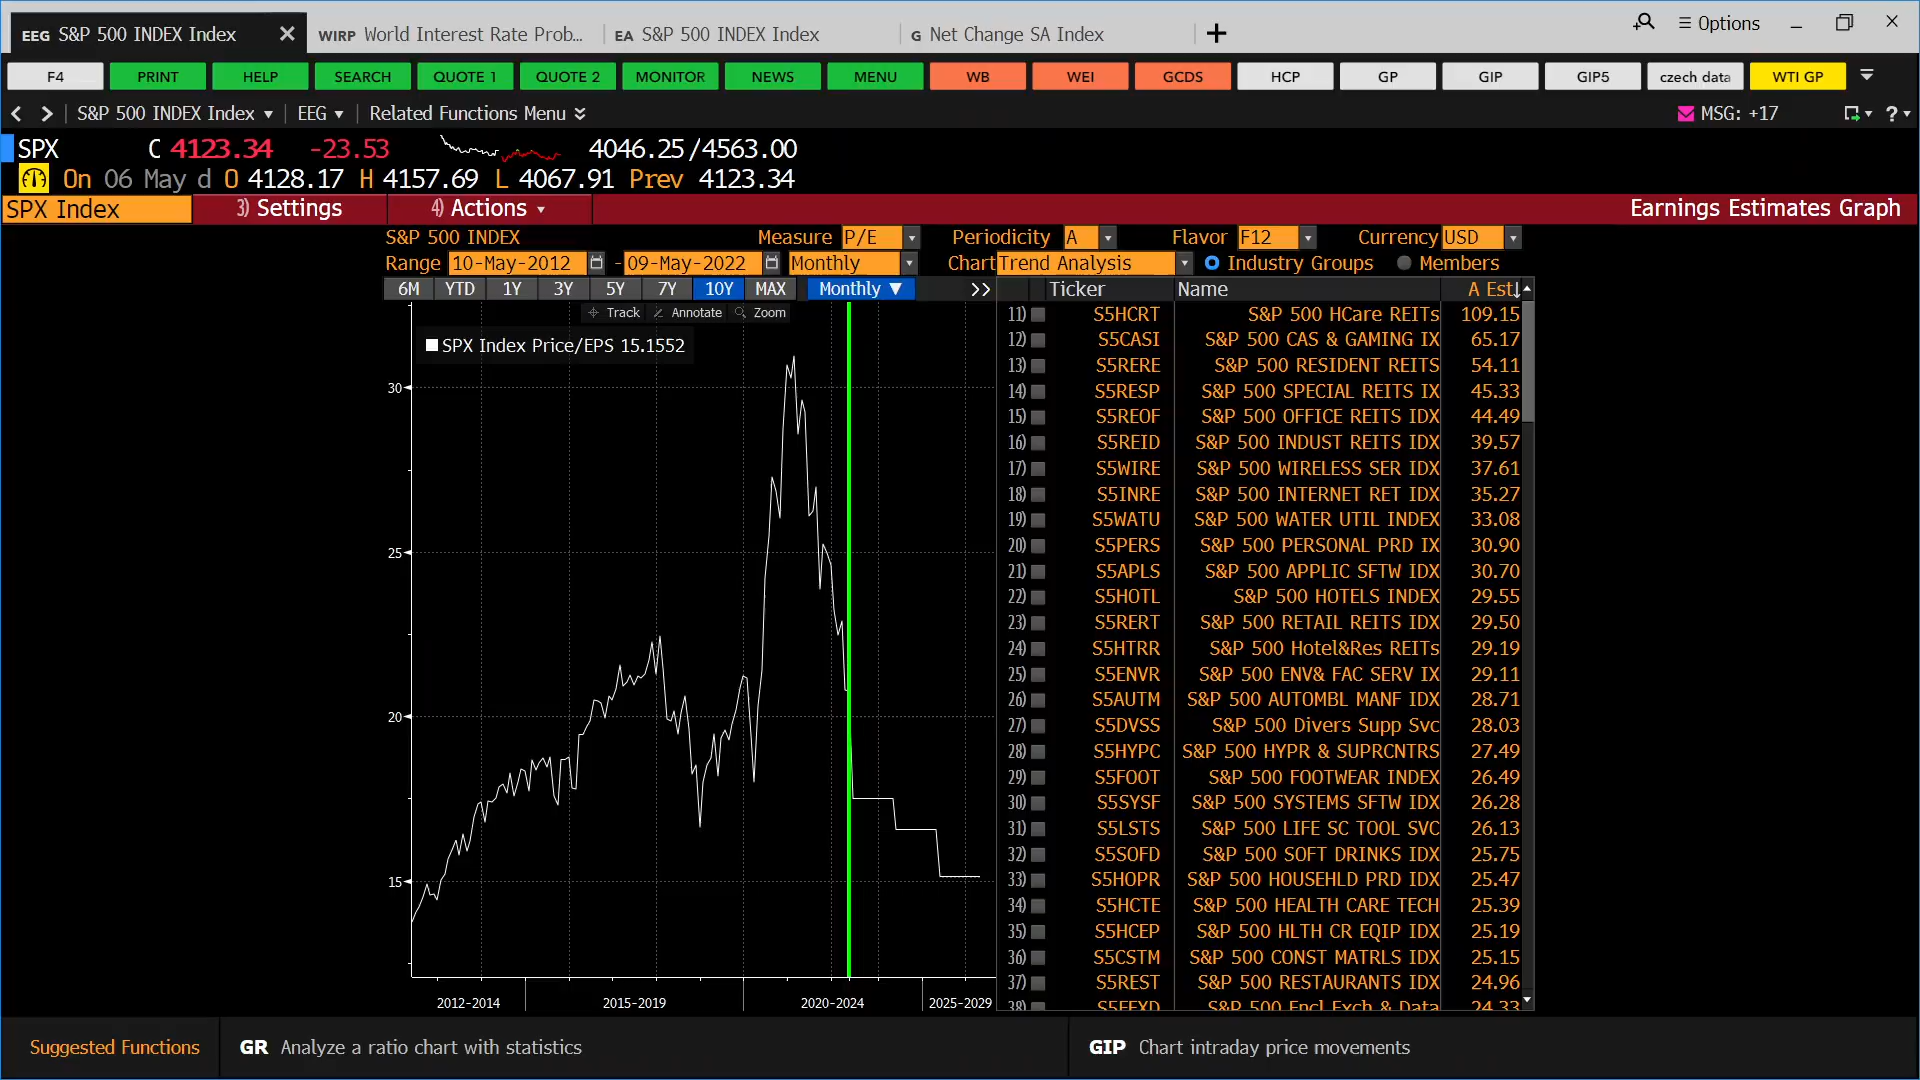 EEG S&P 500 INDEX Index
WIRP World Interest Rate Prob...
EA S&P 500 INDEX Index
G Net Change SA Index
Options
F4 PRINT HELP SEARCH QUOTE 1 QUOTE 2 MONITOR NEWS MENU WB WEI GCDS HCP GP GIP GIP5 czech data WTI GP
S&P 500 INDEX Index EEG Related Functions Menu MSG: +17 ?
SPX C 4123.34 -23.53 4046.25/4563.00
On 06 May d O 4128.17 H 4157.69 L 4067.91 Prev 4123.34
SPX Index 3) Settings 4) Actions Earnings Estimates Graph
S&P 500 INDEX Measure P/E Periodicity A Flavor F12 Currency USD
Range 10-May-2012 - 09-May-2022 Monthly Chart Trend Analysis Industry Groups Members
6M YTD 1Y 3Y 5Y 7Y 10Y MAX Monthly ▼ >>
Track Annotate Zoom
SPX Index Price/EPS 15.1552
30
25
20
15
2012-2014 2015-2019 2020-2024 2025-2029
Ticker Name A Est↓
11) S5HCRT S&P 500 HCare REITs 109.15
12) S5CASI S&P 500 CAS & GAMING IX 65.17
13) S5RERE S&P 500 RESIDENT REITS 54.11
14) S5RESP S&P 500 SPECIAL REITS IX 45.33
15) S5REOF S&P 500 OFFICE REITS IDX 44.49
16) S5REID S&P 500 INDUST REITS IDX 39.57
17) S5WIRE S&P 500 WIRELESS SER IDX 37.61
18) S5INRE S&P 500 INTERNET RET IDX 35.27
19) S5WATU S&P 500 WATER UTIL INDEX 33.08
20) S5PERS S&P 500 PERSONAL PRD IX 30.90
21) S5APLS S&P 500 APPLIC SFTW IDX 30.70
22) S5HOTL S&P 500 HOTELS INDEX 29.55
23) S5RERT S&P 500 RETAIL REITS IDX 29.50
24) S5HTRR S&P 500 Hotel&Res REITs 29.19
25) S5ENVR S&P 500 ENV& FAC SERV IX 29.11
26) S5AUTM S&P 500 AUTOMBL MANF IDX 28.71
27) S5DVSS S&P 500 Divers Supp Svc 28.03
28) S5HYPC S&P 500 HYPR & SUPRCNTRS 27.49
29) S5FOOT S&P 500 FOOTWEAR INDEX 26.49
30) S5SYSF S&P 500 SYSTEMS SFTW IDX 26.28
31) S5LSTS S&P 500 LIFE SC TOOL SVC 26.13
32) S5SOFD S&P 500 SOFT DRINKS IDX 25.75
33) S5HOPR S&P 500 HOUSEHLD PRD IDX 25.47
34) S5HCTE S&P 500 HEALTH CARE TECH 25.39
35) S5HCEP S&P 500 HLTH CR EQIP IDX 25.19
36) S5CSTM S&P 500 CONST MATRLS IDX 25.15
37) S5REST S&P 500 RESTAURANTS IDX 24.96
38) S&P 500 Exch & Data 24.33
Suggested Functions GR Analyze a ratio chart with statistics GIP Chart intraday price movements